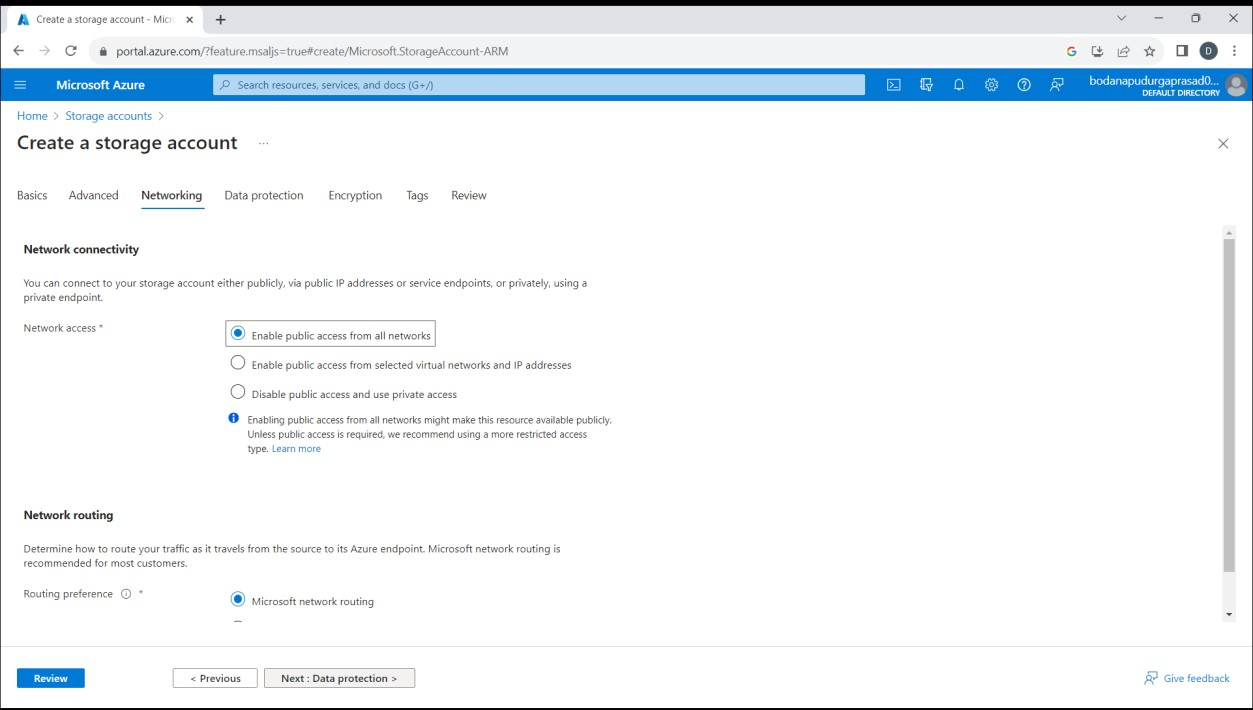 Create a storage account - Micr
portal.azure.com/?feature.msaljs=true#create/Microsoft.StorageAccount-ARM
G
D
Microsoft Azure
Search resources, services, and docs (G+/)
bodanapudurgaprasad0...
DEFAULT DIRECTORY
Home > Storage accounts >
Create a storage account ...
Basics Advanced Networking Data protection Encryption Tags Review
Network connectivity
You can connect to your storage account either publicly, via public IP addresses or service endpoints, or privately, using a
private endpoint.
Network access *
Enable public access from all networks
Enable public access from selected virtual networks and IP addresses
Disable public access and use private access
Enabling public access from all networks might make this resource available publicly.
Unless public access is required, we recommend using a more restricted access
type. Learn more
Network routing
Determine how to route your traffic as it travels from the source to its Azure endpoint. Microsoft network routing is
recommended for most customers.
Routing preference *
Microsoft network routing
Review
< Previous
Next : Data protection >
Give feedback